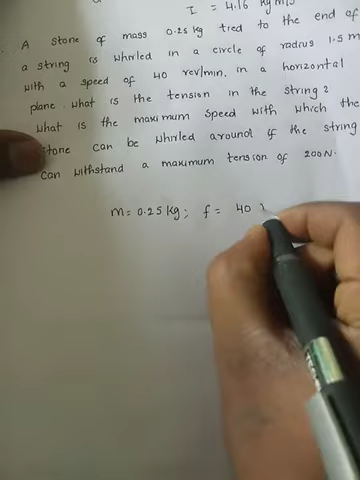 I = 4.16 kg m²/s
A stone of mass 0.25 kg tied to the end of
a string is whirled in a circle of radius 1.5 m
with a speed of 40 rev/min, in a horizontal
plane. what is the tension in the string?
what is the maximum speed with which the
stone can be whirled around if the string
can withstand a maximum tension of 200N.
m = 0.25 kg; f = 40